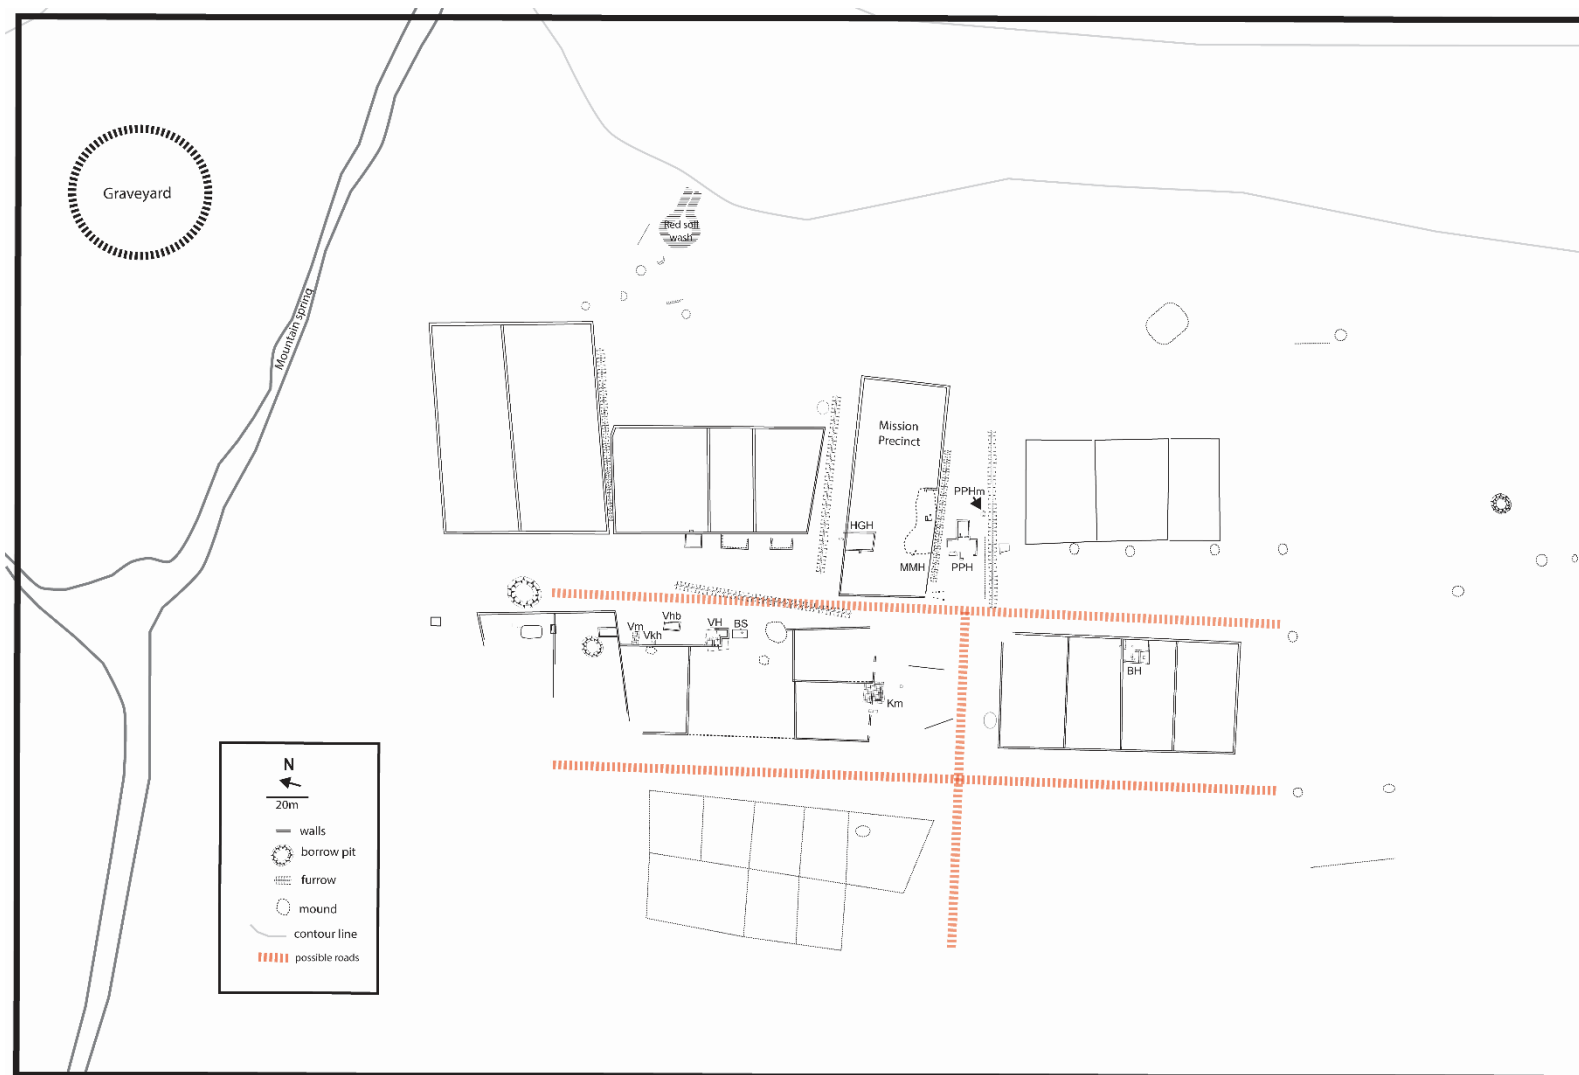 Graveyard
Red soil
wash
Mountain spring
Mission
Precinct
PPHm
HGH
P.
MMH
PPH
Vhb
Vm
VH
BS
Vkh
BH
Km
N
20m
walls
borrow pit
furrow
mound
contour line
possible roads